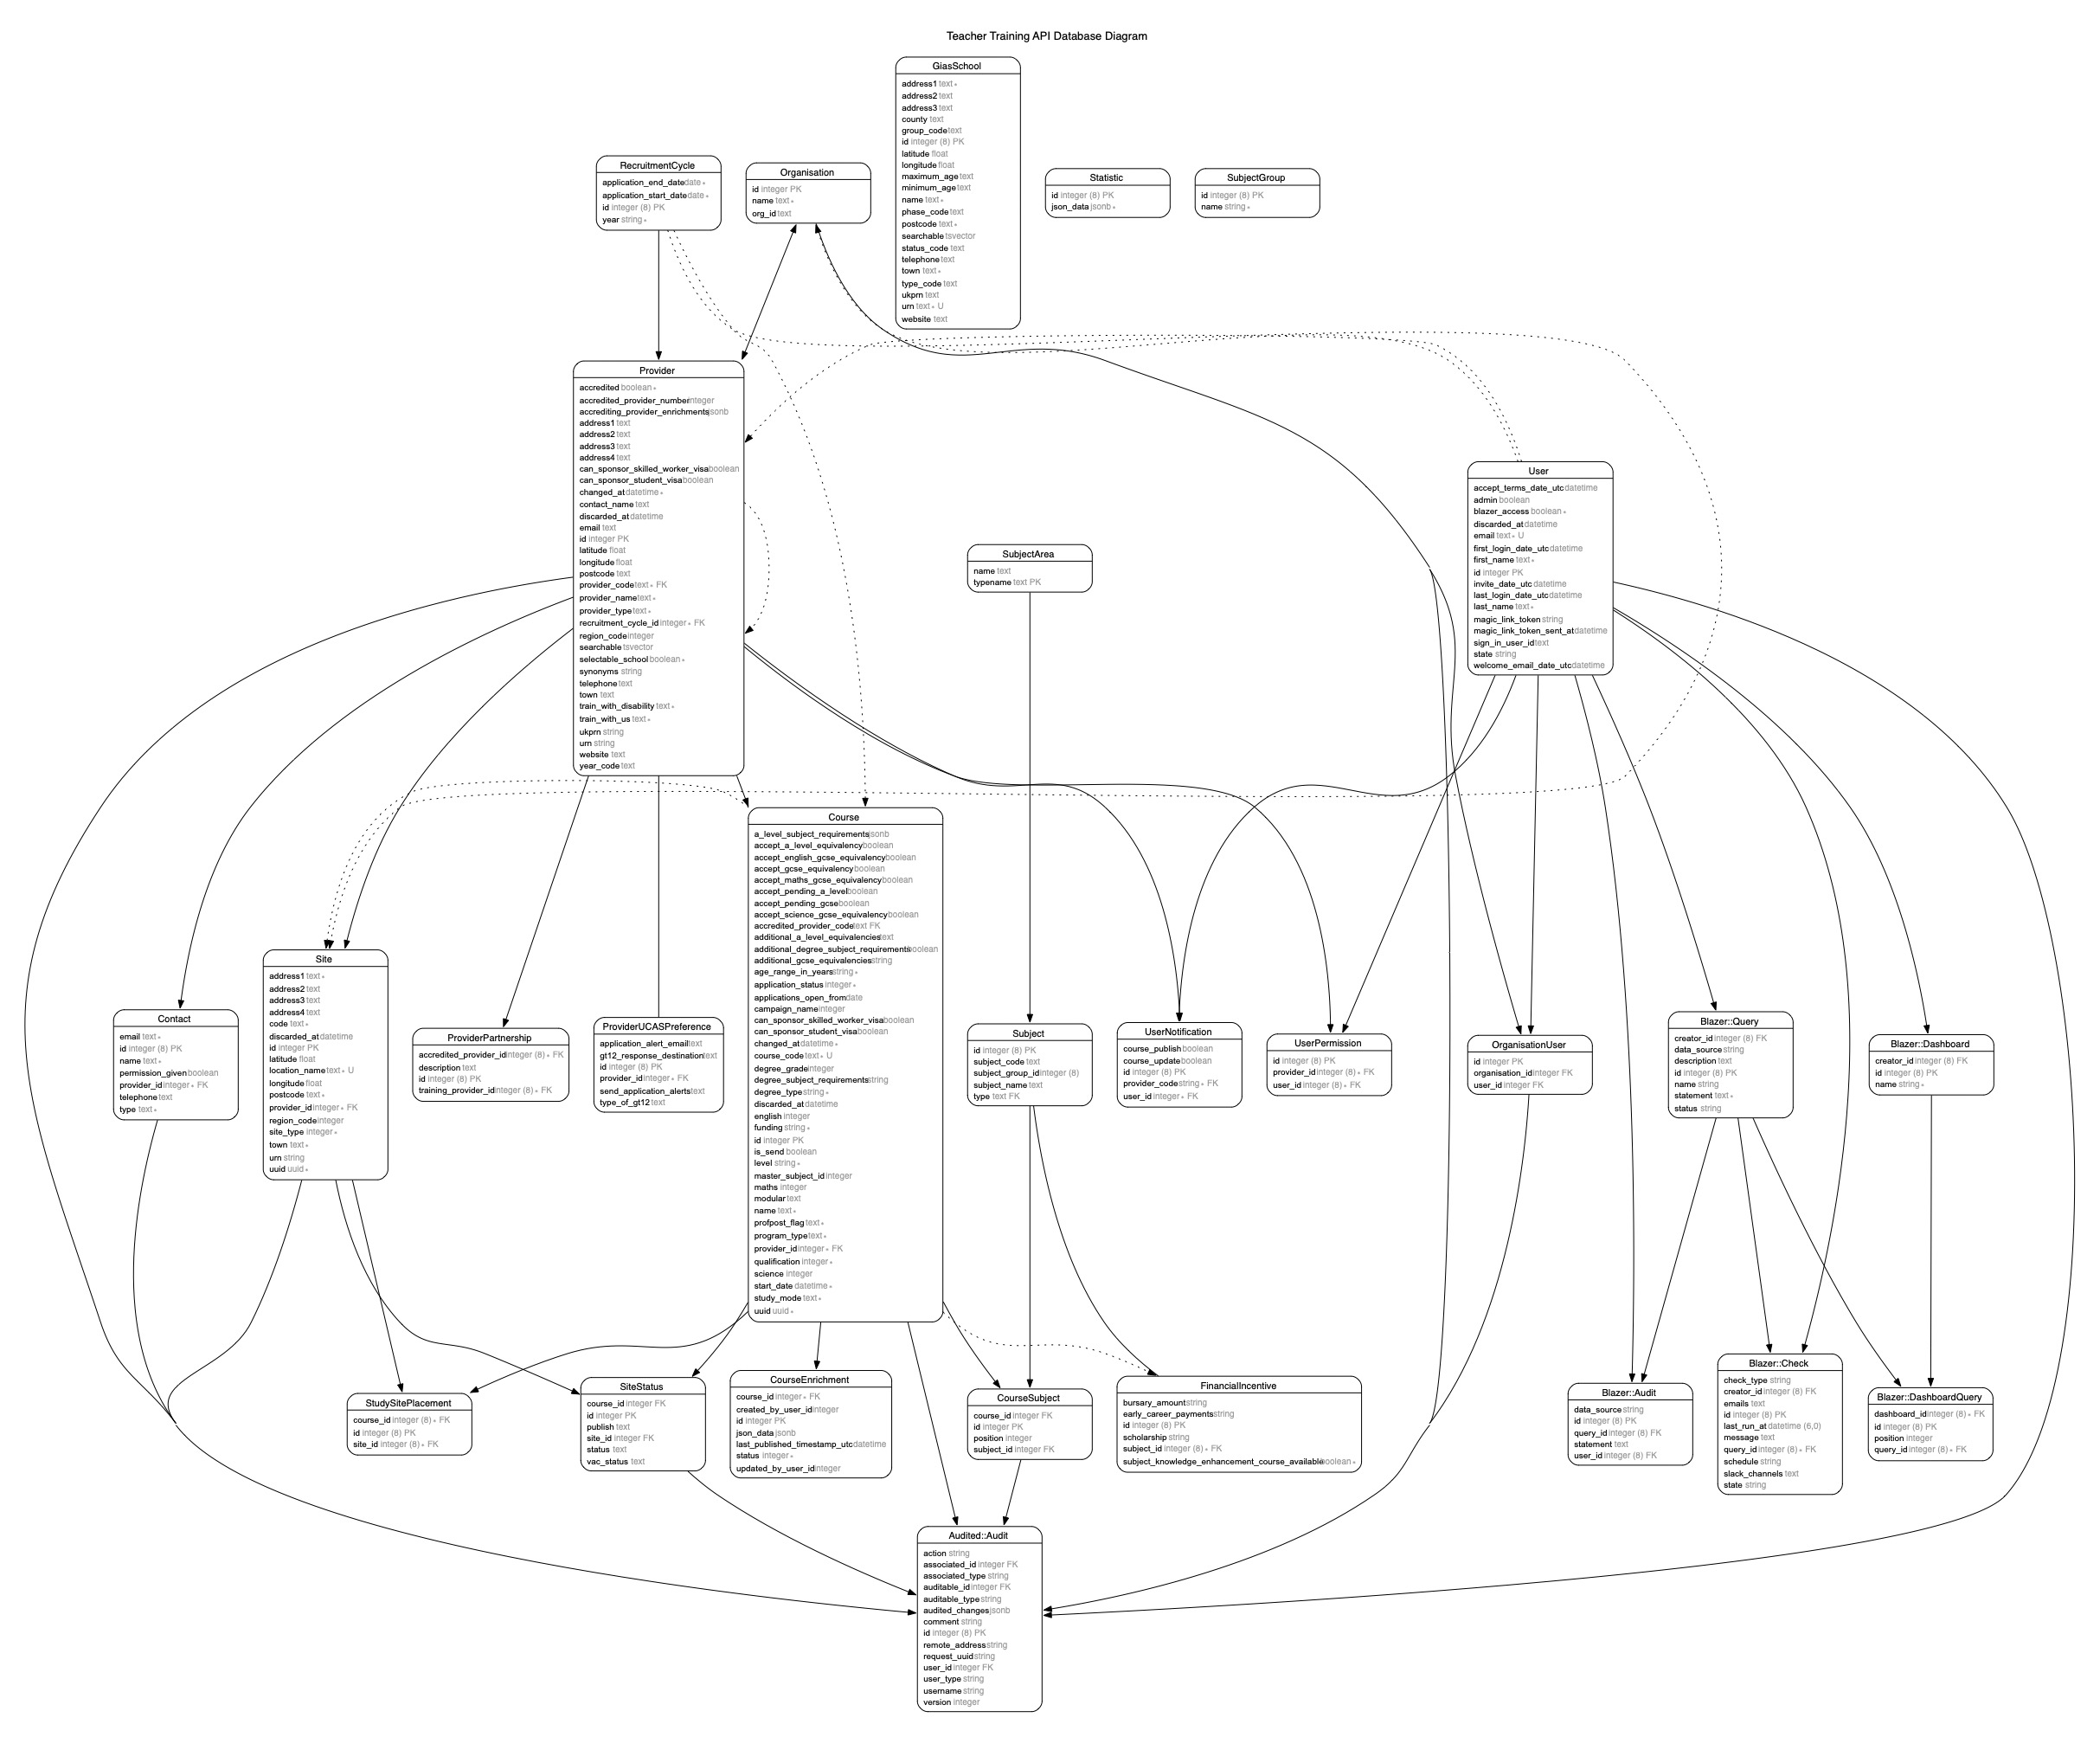 Teacher Training API Database Diagram
GiasSchool
address1 text ∗
address2 text
address3 text
county text
group_code text
id integer (8) PK
latitude float
longitude float
maximum_age text
minimum_age text
name text ∗
phase_code text
postcode text ∗
searchable tsvector
status_code text
telephone text
town text ∗
type_code text
ukprn text
urn text ∗ U
website text
RecruitmentCycle
application_end_date date ∗
application_start_date date ∗
id integer (8) PK
year string ∗
Organisation
id integer PK
name text ∗
org_id text
Statistic
id integer (8) PK
json_data jsonb ∗
SubjectGroup
id integer (8) PK
name string ∗
Provider
accredited boolean ∗
accredited_provider_number integer
accrediting_provider_enrichments jsonb
address1 text
address2 text
address3 text
address4 text
can_sponsor_skilled_worker_visa boolean
can_sponsor_student_visa boolean
changed_at datetime ∗
contact_name text
discarded_at datetime
email text
id integer PK
latitude float
longitude float
postcode text
provider_code text ∗ FK
provider_name text ∗
provider_type text ∗
recruitment_cycle_id integer ∗ FK
region_code integer
searchable tsvector
selectable_school boolean ∗
synonyms string
telephone text
town text
train_with_disability text ∗
train_with_us text ∗
ukprn string
urn string
website text
year_code text
User
accept_terms_date_utc datetime
admin boolean
blazer_access boolean ∗
discarded_at datetime
email text ∗ U
first_login_date_utc datetime
first_name text ∗
id integer PK
invite_date_utc datetime
last_login_date_utc datetime
last_name text ∗
magic_link_token string
magic_link_token_sent_at datetime
sign_in_user_id text
state string
welcome_email_date_utc datetime
SubjectArea
name text
typename text PK
Course
a_level_subject_requirements jsonb
accept_a_level_equivalency boolean
accept_english_gcse_equivalency boolean
accept_gcse_equivalency boolean
accept_maths_gcse_equivalency boolean
accept_pending_a_level boolean
accept_pending_gcse boolean
accept_science_gcse_equivalency boolean
accredited_provider_code text FK
additional_a_level_equivalencies text
additional_degree_subject_requirements boolean
additional_gcse_equivalencies string
age_range_in_years string ∗
application_status integer ∗
applications_open_from date
campaign_name integer
can_sponsor_skilled_worker_visa boolean
can_sponsor_student_visa boolean
changed_at datetime ∗
course_code text ∗ U
degree_grade integer
degree_subject_requirements string
degree_type string ∗
discarded_at datetime
english integer
funding string ∗
id integer PK
is_send boolean
level string ∗
master_subject_id integer
maths integer
modular text
name text ∗
profpost_flag text ∗
program_type text ∗
provider_id integer ∗ FK
qualification integer ∗
science integer
start_date datetime ∗
study_mode text ∗
uuid uuid ∗
Site
address1 text ∗
address2 text
address3 text
address4 text
code text ∗
discarded_at datetime
id integer PK
latitude float
location_name text ∗ U
longitude float
postcode text ∗
provider_id integer ∗ FK
region_code integer
site_type integer ∗
town text ∗
urn string
uuid uuid ∗
Contact
email text ∗
id integer (8) PK
name text ∗
permission_given boolean
provider_id integer ∗ FK
telephone text
type text ∗
ProviderPartnership
accredited_provider_id integer (8) ∗ FK
description text
id integer (8) PK
training_provider_id integer (8) ∗ FK
ProviderUCASPreference
application_alert_email text
gt12_response_destination text
id integer (8) PK
provider_id integer ∗ FK
send_application_alerts text
type_of_gt12 text
Subject
id integer (8) PK
subject_code text
subject_group_id integer (8)
subject_name text
type text FK
UserNotification
course_publish boolean
course_update boolean
id integer (8) PK
provider_code string ∗ FK
user_id integer ∗ FK
UserPermission
id integer (8) PK
provider_id integer (8) ∗ FK
user_id integer (8) ∗ FK
OrganisationUser
id integer PK
organisation_id integer FK
user_id integer FK
Blazer::Query
creator_id integer (8) FK
data_source string
description text
id integer (8) PK
name string
statement text ∗
status string
Blazer::Dashboard
creator_id integer (8) FK
id integer (8) PK
name string ∗
StudySitePlacement
course_id integer (8) ∗ FK
id integer (8) PK
site_id integer (8) ∗ FK
SiteStatus
course_id integer FK
id integer PK
publish text
site_id integer FK
status text
vac_status text
CourseEnrichment
course_id integer ∗ FK
created_by_user_id integer
id integer PK
json_data jsonb
last_published_timestamp_utc datetime
status integer ∗
updated_by_user_id integer
CourseSubject
course_id integer FK
id integer PK
position integer
subject_id integer FK
FinancialIncentive
bursary_amount string
early_career_payments string
id integer (8) PK
scholarship string
subject_id integer (8) ∗ FK
subject_knowledge_enhancement_course_available boolean ∗
Blazer::Audit
data_source string
id integer (8) PK
query_id integer (8) FK
statement text
user_id integer (8) FK
Blazer::Check
check_type string
creator_id integer (8) FK
emails text
id integer (8) PK
last_run_at datetime (6,0)
message text
query_id integer (8) ∗ FK
schedule string
slack_channels text
state string
Blazer::DashboardQuery
dashboard_id integer (8) ∗ FK
id integer (8) PK
position integer
query_id integer (8) ∗ FK
Audited::Audit
action string
associated_id integer FK
associated_type string
auditable_id integer FK
auditable_type string
audited_changes jsonb
comment string
id integer (8) PK
remote_address string
request_uuid string
user_id integer FK
user_type string
username string
version integer